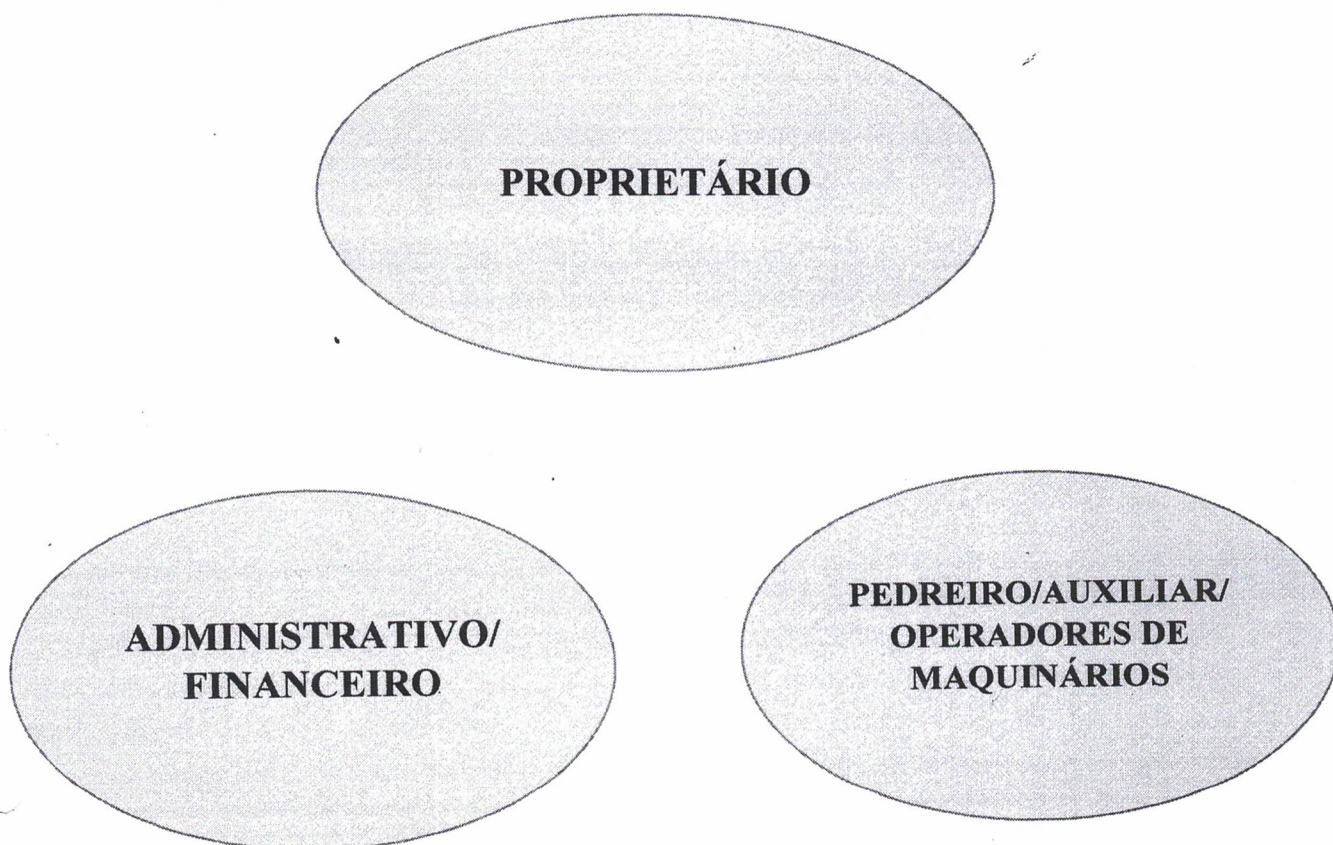 PROPRIETÁRIO
ADMINISTRATIVO/
FINANCEIRO
PEDREIRO/AUXILIAR/
OPERADORES DE
MAQUINÁRIOS